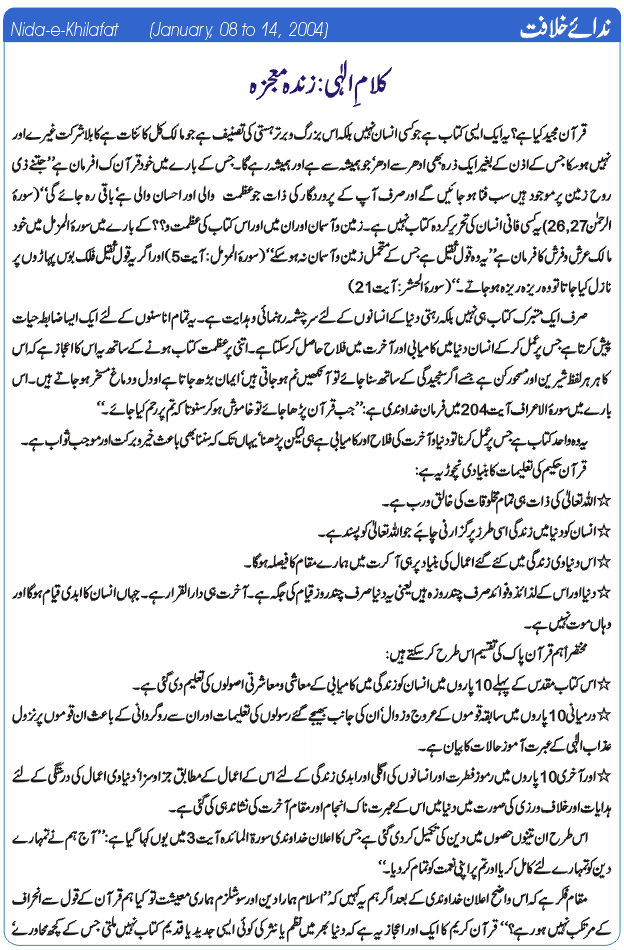 Nida-e-Khilafat (January, 08 to 14, 2004) ندائے خلافت
کلامِ الٰہی: زندہ معجزہ
قرآن مجید کیا ہے؟ یہ ایک ایسی کتاب ہے جو کسی انسان نہیں بلکہ اس بزرگ و برتر ہستی کی تصنیف ہے جو مالک کل کائنات ہے کا بلا شرکت غیرے اور
نہیں ہوسکتا جس کے اذن کے بغیر ایک ذرہ بھی ادھر سے ادھر' جو ہمیشہ سے ہے اور ہمیشہ رہے گا۔ جس کے بارے میں خود قرآن ک افرمان ہے ’’جتنے ذی
روح زمین پر موجود ہیں سب فنا ہو جائیں گے اور صرف آپ کے پروردگار کی ذات جو عظمت والی اور احسان والی ہے' باقی رہ جائے گی‘‘ (سورۃ
الرحمٰن 26,27) یہ کسی فانی انسان کی تحریر کردہ کتاب نہیں ہے۔ زمین و آسمان اور ان میں اور اس کتاب کی عظمت و؟؟ کے بارے میں سورۃ المزمل میں خود
مالک عرش و فرش کا فرمان ہے ’’یہ وہ قول ثقیل ہے جس کے متحمل زمین و آسمان نہ ہوسکے‘‘ (سورۃ المزمل: آیت 5) اور اگر یہ قول ثقیل فلک بوس پہاڑوں پر
نازل کیا جاتا تو وہ ریزہ ریزہ ہو جاتے۔‘‘ (سورۃ الحشر: آیت 21)
صرف ایک متبرک کتاب ہی نہیں بلکہ رہتی دنیا کے انسانوں کے لئے سرچشمہ رہنمائی و ہدایت ہے۔ یہ تمام انا سنوں کے لئے ایک ایسا ضابطہ حیات
پیش کرتا ہے جس پر عمل کر کے انسان دنیا میں کامیابی اور آخرت میں فلاح حاصل کرسکتا ہے۔ اتنی پر عظمت کتاب ہونے کے ساتھ یہ اس کا اعجاز ہے کہ اس
کا ہر ہر لفظ شیریں اور مسحور کن ہے جسے اگر سنجیدگی کے ساتھ سنا جائے تو آنکھیں نم ہو جاتی ہیں' ایمان بڑھ جاتا ہے اودل و دماغ مسخر ہو جاتے ہیں۔ اس
بارے میں سورۃ الاعراف آیت 204 میں فرمان خداوندی ہے: ’’جب قرآن پڑھا جائے تو خاموش ہو کر سنو تا کہ تم پر رحم کیا جائے۔‘‘
یہ وہ واحد کتاب ہے جس پر عمل کرنا تو دنیا و آخرت کی فلاح اور کامیابی ہے ہی لیکن پڑھنا' یہاں تک کہ سننا بھی باعث خیر و برکت اور موجب ثواب ہے۔
قرآن حکیم کی تعلیمات کا بنیادی نچوڑ یہ ہے:
☆ اللہ تعالیٰ کی ذات ہی تمام مخلوقات کی خالق و رب ہے۔
☆ انسان کو دنیا میں زندگی اسی طرز پر گزارنی چاہئے جو اللہ تعالیٰ کو پسند ہے۔
☆ اس دنیاوی زندگی میں کئے گئے اعمال کی بنیاد پر ہی آ کرت میں ہمارے مقام کا فیصلہ ہوگا۔
☆ دنیا اور اس کے لذائذ و فوائد صرف چند روزہ ہیں یعنی یہ دنیا صرف چند روز قیام کی جگہ ہے۔ آخرت ہی دارالقرار ہے۔ جہاں انسان کا ابدی قیام ہوگا اور
وہاں موت نہیں ہے۔
مختصراً ہم قرآن پاک کی تقسیم اس طرح کرسکتے ہیں:
☆ اس کتاب مقدس کے پہلے 10 پاروں میں انسان کو زندگی میں کامیابی کے معاشی و معاشرتی اصولوں کی تعلیم دی گئی ہے۔
☆ درمیانی 10 پاروں میں سابقہ قوموں کے عروج و زوال' ان کی جانب بھیجے گئے رسولوں کی تعلیمات اور ان سے روگردانی کے باعث ان قوموں پر نزول
عذاب الٰہی کے عبرت آموز حالات کا بیان ہے۔
☆ اور آخری 10 پاروں میں رموز فطرت اور انسانوں کی اگلی اور ابدی زندگی کے لئے اس کے اعمال کے مطابق جزا و سزا' دنیاوی اعمال کی درستگی کے لئے
ہدایات اور خلاف ورزی کی صورت میں دنیا میں اس کے عبرت ناک انجام اور مقام آخرت کی نشاندہی کی گئی ہے۔
اس طرح ان تینوں حصوں میں دین کی تکمیل کر دی گئی ہے جس کا اعلان خداوندی سورۃ المائدہ آیت 3 میں یوں کہا گیا ہے: ’’آج ہم نے تمہارے
دین کو تمہارے لئے کامل کر دیا اور تم پر اپنی نعمت کو تمام کر دیا۔‘‘
مقام فکر ہے کہ اس واضح اعلان خداوندی کے بعد اگر ہم یہ کہیں کہ ’’اسلام ہمارا دین اور سوشلزم ہماری معیشت تو کیا ہم قرآن کے قول سے انحراف
کے مرتکب نہیں ہو رہے؟‘‘ قرآن کریم کا ایک اور اعجاز یہ ہے کہ دنیا بھر میں نظم یا نثر کی کوئی ایسی جدید یا قدیم کتاب نہیں ملتی جس کے کچھ محاورے'